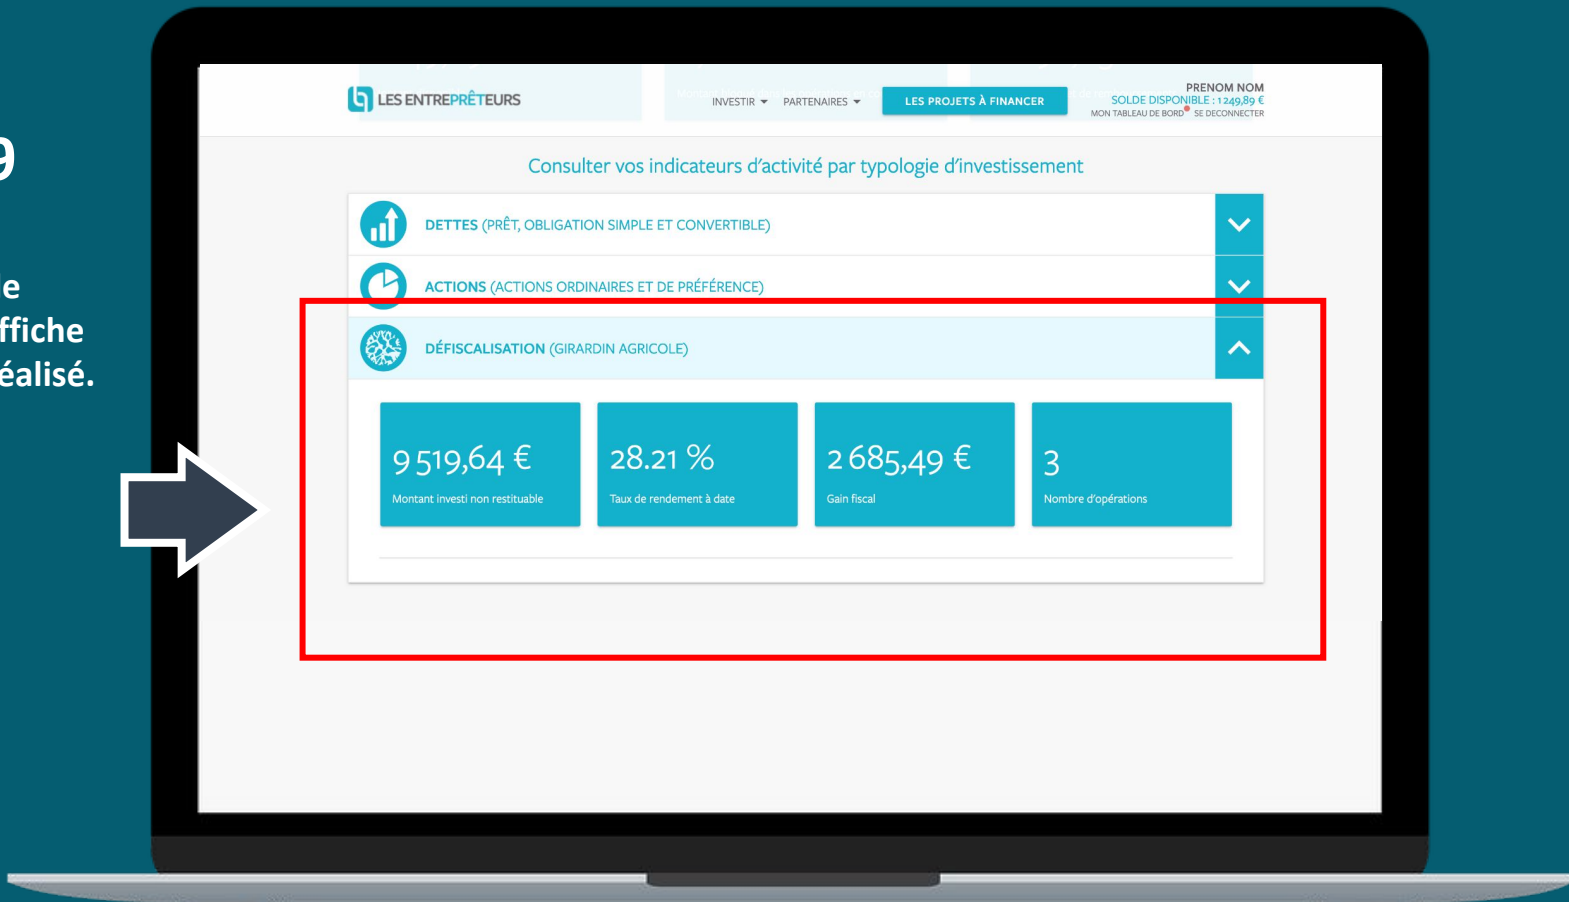 9
le
ffiche
éalisé.
LES ENTREPRÊTEURS
INVESTIR
PARTENAIRES
LES PROJETS À FINANCER
PRENOM NOM
SOLDE DISPONIBLE : 1 249,89 €
MON TABLEAU DE BORD SE DECONNECTER
Consulter vos indicateurs d'activité par typologie d'investissement
DETTES (PRÊT, OBLIGATION SIMPLE ET CONVERTIBLE)
ACTIONS (ACTIONS ORDINAIRES ET DE PRÉFÉRENCE)
DÉFISCALISATION (GIRARDIN AGRICOLE)
9 519,64 €
Montant investi non restituable
28.21 %
Taux de rendement à date
2 685,49 €
Gain fiscal
3
Nombre d'opérations